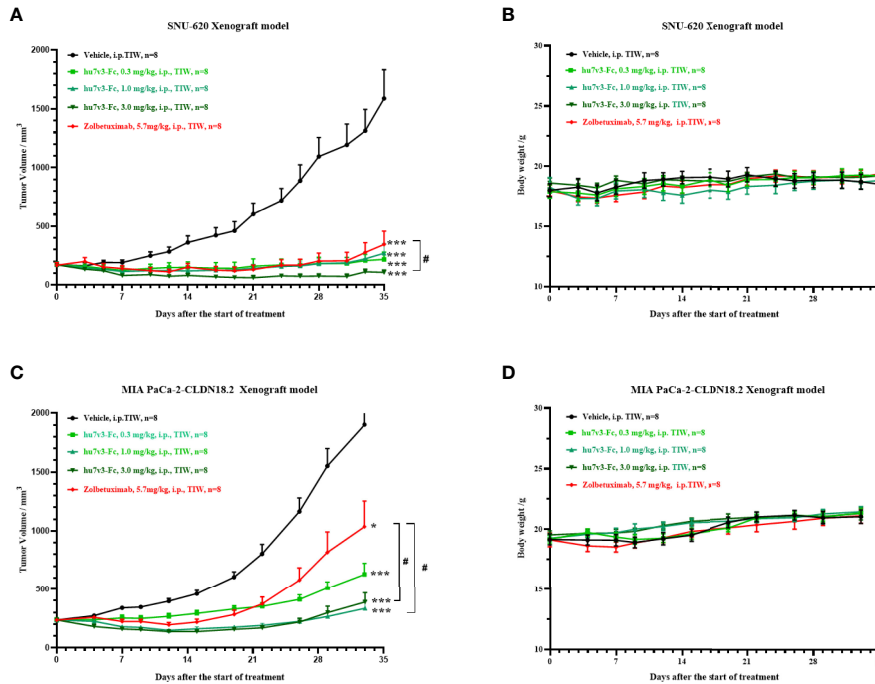 A
SNU-620 Xenograft model
Tumor Volume / mm³
2000
1500
1000
500
0
Vehicle, i.p.TIW, n=8
hu7v3-Fc, 0.3 mg/kg, i.p., TIW, n=8
hu7v3-Fc, 1.0 mg/kg, i.p., TIW, n=8
hu7v3-Fc, 3.0 mg/kg, i.p., TIW, n=8
Zolbetuximab, 5.7mg/kg, i.p., TIW, n=8
***
***
***
***
#
0 7 14 21 28 35
Days after the start of treatment
B
SNU-620 Xenograft model
Body weight /g
30
25
20
15
10
Vehicle, i.p. TIW, n=8
hu7v3-Fc, 0.3 mg/kg, i.p. TIW, n=8
hu7v3-Fc, 1.0 mg/kg, i.p. TIW, n=8
hu7v3-Fc, 3.0 mg/kg, i.p. TIW, n=8
Zolbetuximab, 5.7 mg/kg, i.p.TIW, n=8
0 7 14 21 28
Days after the start of treatment
C
MIA PaCa-2-CLDN18.2 Xenograft model
Tumor Volume / mm³
2000
1500
1000
500
0
Vehicle, i.p.TIW, n=8
hu7v3-Fc, 0.3 mg/kg, i.p., TIW, n=8
hu7v3-Fc, 1.0 mg/kg, i.p., TIW, n=8
hu7v3-Fc, 3.0 mg/kg, i.p., TIW, n=8
Zolbetuximab, 5.7mg/kg, i.p., TIW, n=8
*
***
***
***
#
#
0 7 14 21 28 35
Days after the start of treatment
D
MIA PaCa-2-CLDN18.2 Xenograft model
Body weight /g
30
25
20
15
10
Vehicle, i.p. TIW, n=8
hu7v3-Fc, 0.3 mg/kg, i.p. TIW, n=8
hu7v3-Fc, 1.0 mg/kg, i.p. TIW, n=8
hu7v3-Fc, 3.0 mg/kg, i.p. TIW, n=8
Zolbetuximab, 5.7 mg/kg, i.p.TIW, n=8
0 7 14 21 28
Days after the start of treatment